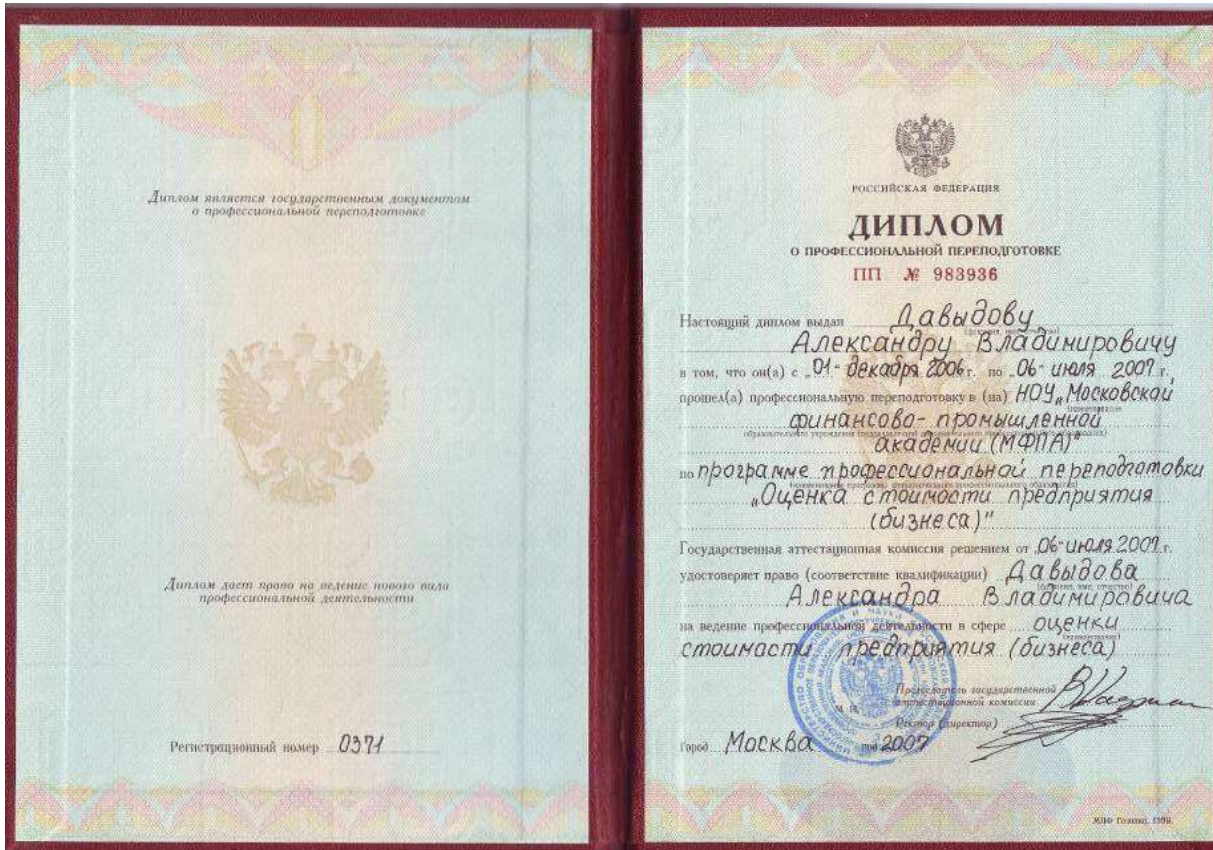 Диплом является государственным документом
о профессиональной переподготовке
Диплом дает право на ведение нового вида
профессиональной деятельности
Регистрационный номер 0371
РОССИЙСКАЯ ФЕДЕРАЦИЯ
ДИПЛОМ
О ПРОФЕССИОНАЛЬНОЙ ПЕРЕПОДГОТОВКЕ
ПП № 983936
Настоящий диплом выдан Давыдову
Александру Владимировичу
в том, что он(а) с „01" декабря 2006 г. по „06" июля 2007 г.
прошел(а) профессиональную переподготовку в (на) НОУ „Московской
финансово-промышленной
академии (МФПА)"
по программе профессиональной переподготовки
„Оценка стоимости предприятия
(бизнеса)"
Государственная аттестационная комиссия решением от „06" июля 2007 г.
удостоверяет право (соответствие квалификации) Давыдова
(фамилия, имя, отчество)
Александра Владимировича
на ведение профессиональной деятельности в сфере оценки
стоимости предприятия (бизнеса)
Председатель государственной
аттестационной комиссии
М. П.
Ректор (директор)
Город Москва год 2007